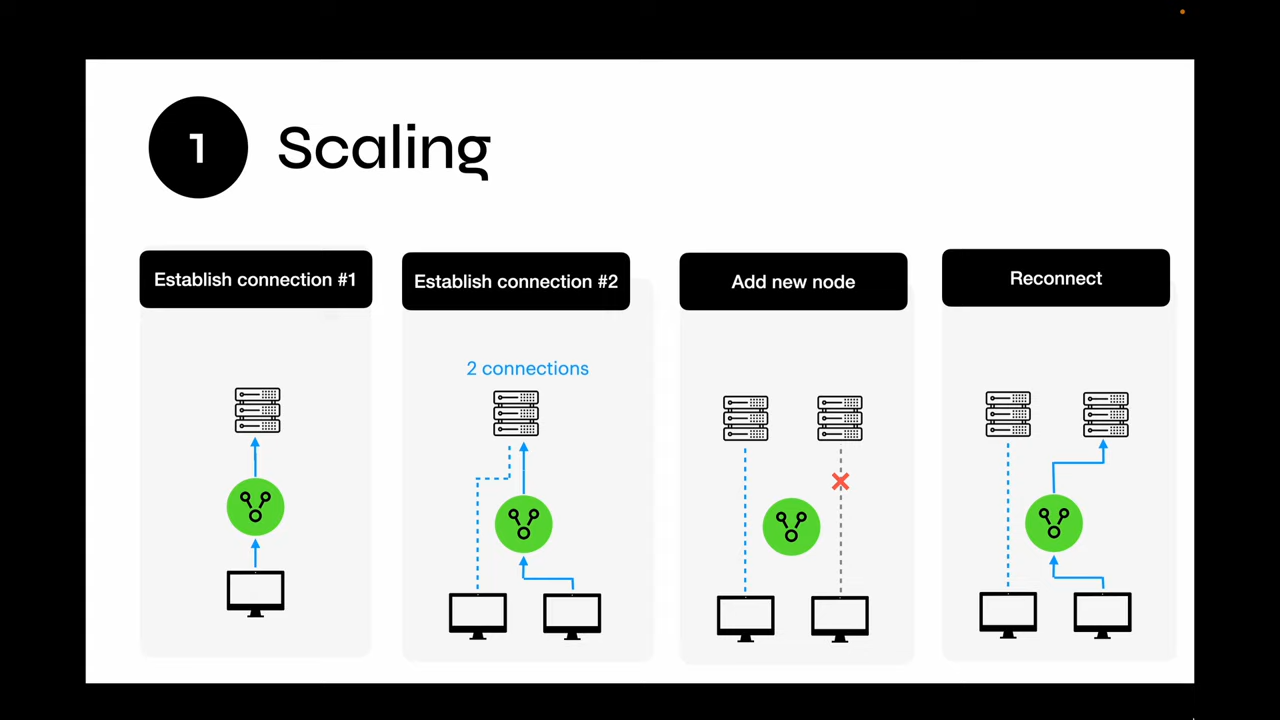 1
Scaling
Establish connection #1
Establish connection #2
Add new node
Reconnect
2 connections